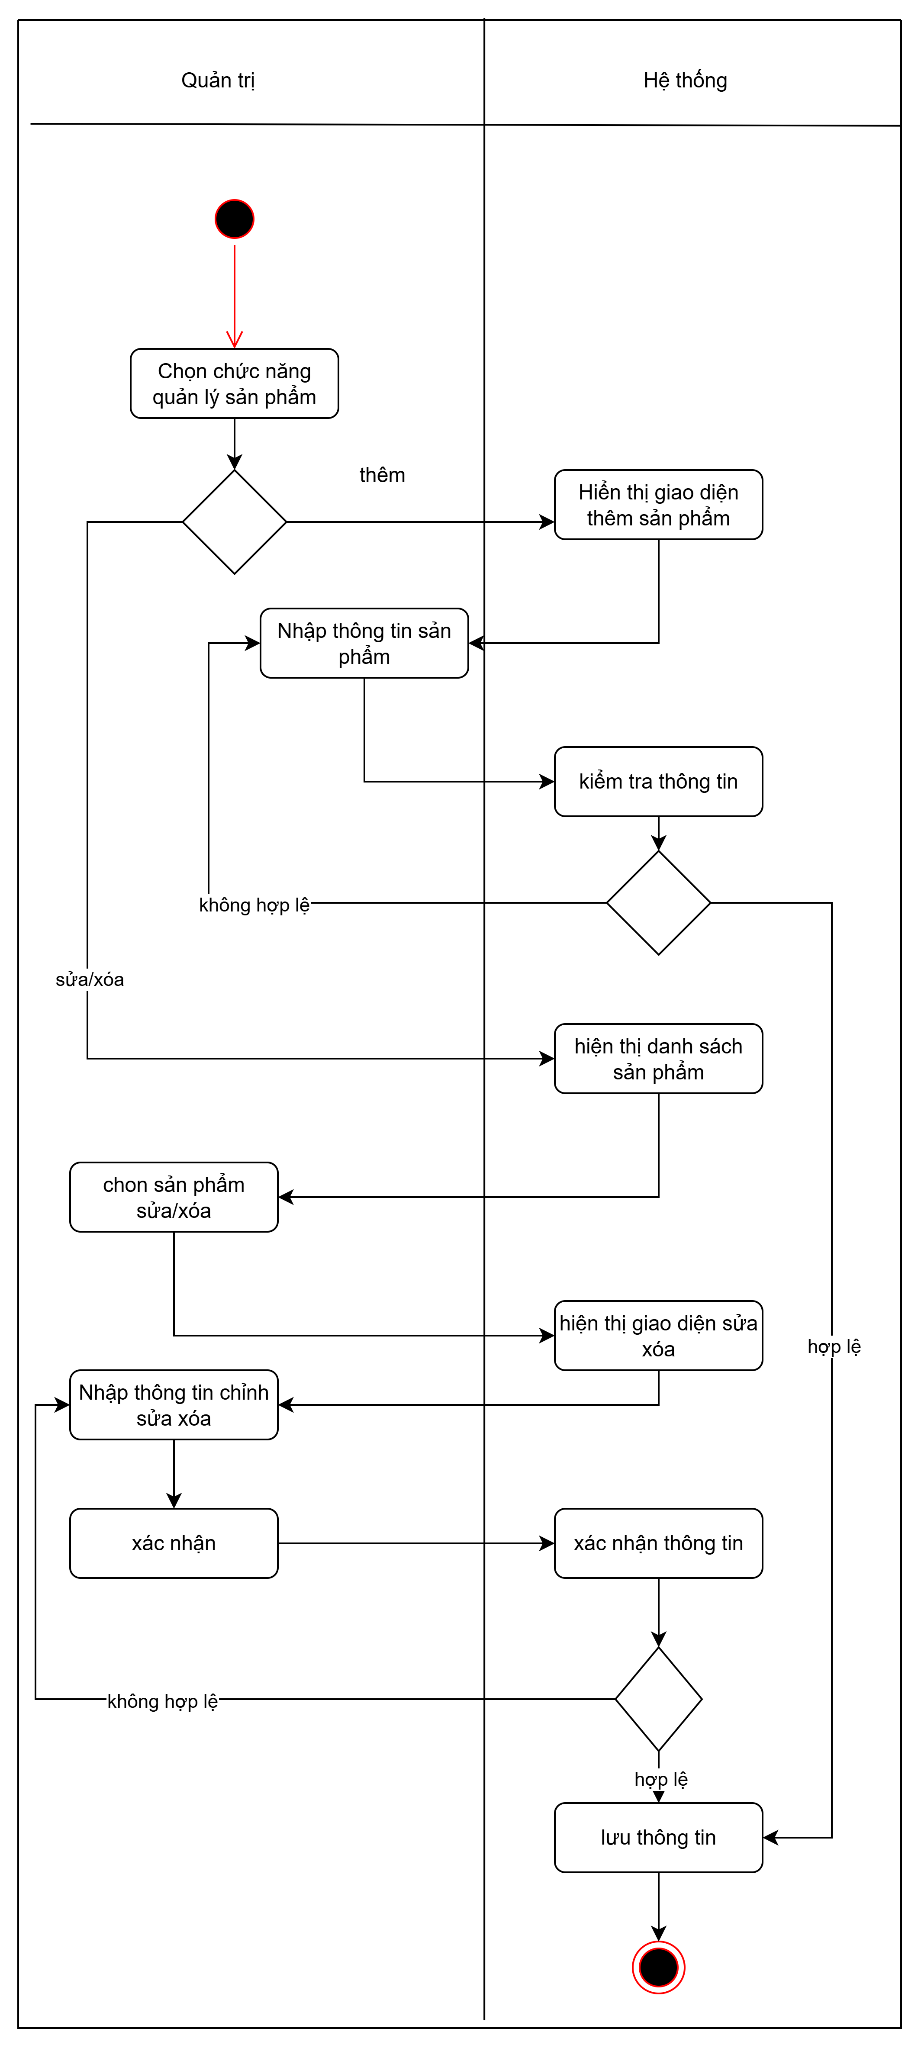 Quản trị
Hệ thống
Chọn chức năng
quản lý sản phẩm
thêm
Hiển thị giao diện
thêm sản phẩm
Nhập thông tin sản
phẩm
kiểm tra thông tin
không hợp lệ
sửa/xóa
hiện thị danh sách
sản phẩm
chon sản phẩm
sửa/xóa
hiện thị giao diện sửa
xóa
hợp lệ
Nhập thông tin chỉnh
sửa xóa
xác nhận
xác nhận thông tin
không hợp lệ
hợp lệ
lưu thông tin